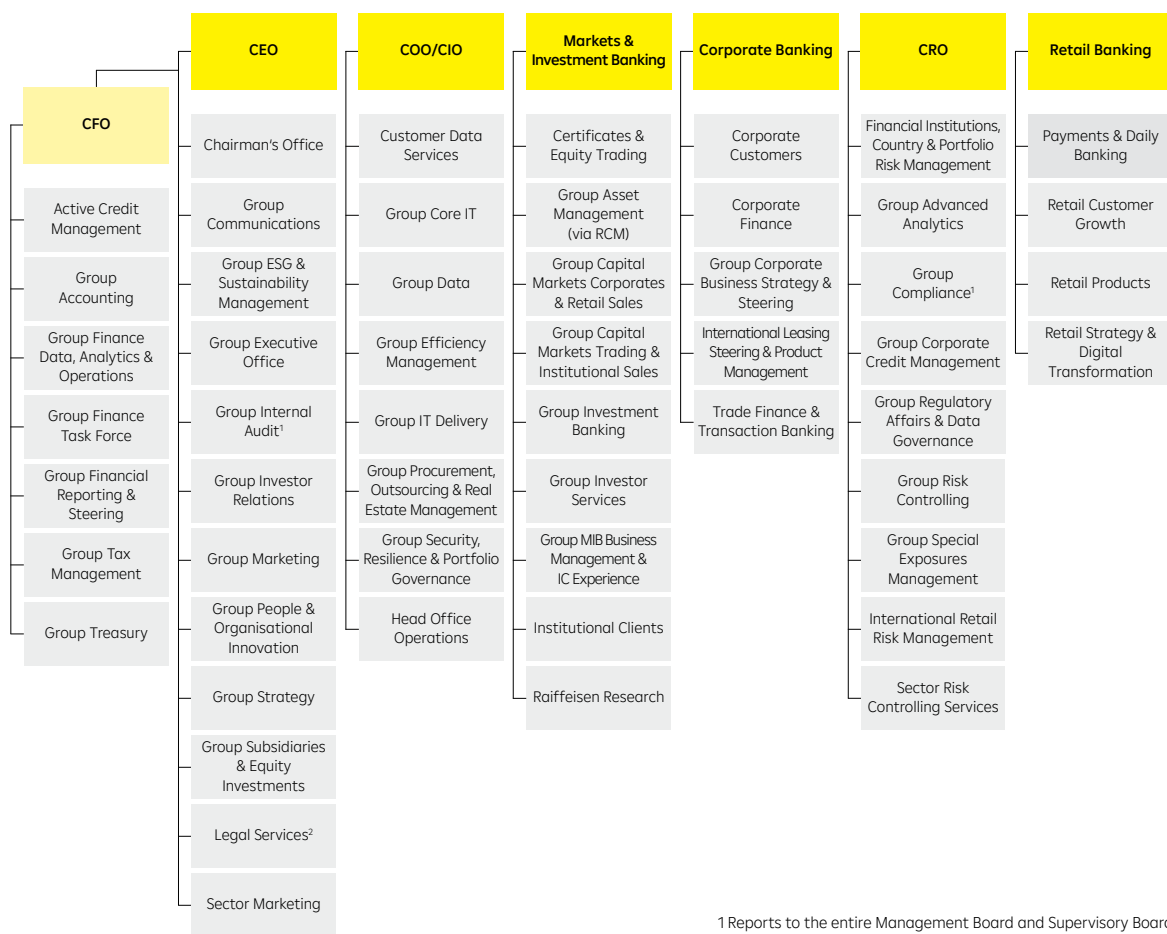 CEO
COO/CIO
Markets &
Investment Banking
Corporate Banking
CRO
Retail Banking
CFO
Active Credit
Management
Group
Accounting
Group Finance
Data, Analytics &
Operations
Group Finance
Task Force
Group Financial
Reporting &
Steering
Group Tax
Management
Group Treasury
Chairman's Office
Group
Communications
Group ESG &
Sustainability
Management
Group Executive
Office
Group Internal
Audit¹
Group Investor
Relations
Group Marketing
Group People &
Organisational
Innovation
Group Strategy
Group Subsidiaries
& Equity
Investments
Legal Services²
Sector Marketing
Customer Data
Services
Group Core IT
Group Data
Group Efficiency
Management
Group IT Delivery
Group Procurement,
Outsourcing & Real
Estate Management
Group Security,
Resilience & Portfolio
Governance
Head Office
Operations
Certificates &
Equity Trading
Group Asset
Management
(via RCM)
Group Capital
Markets Corporates
& Retail Sales
Group Capital
Markets Trading &
Institutional Sales
Group Investment
Banking
Group Investor
Services
Group MIB Business
Management &
IC Experience
Institutional Clients
Raiffeisen Research
Corporate
Customers
Corporate
Finance
Group Corporate
Business Strategy &
Steering
International Leasing
Steering & Product
Management
Trade Finance &
Transaction Banking
Financial Institutions,
Country & Portfolio
Risk Management
Group Advanced
Analytics
Group
Compliance¹
Group Corporate
Credit Management
Group Regulatory
Affairs & Data
Governance
Group Risk
Controlling
Group Special
Exposures
Management
International Retail
Risk Management
Sector Risk
Controlling Services
Payments & Daily
Banking
Retail Customer
Growth
Retail Products
Retail Strategy &
Digital
Transformation
1 Reports to the entire Management Board and Supervisory Board